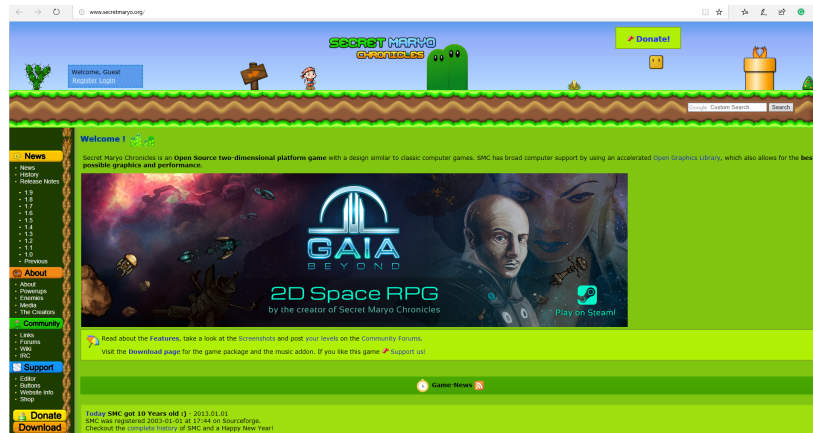 www.secretmaryo.org/
SECRET MARYO
CHRONICLES
Donate!
Welcome, Guest!
Register Login
Google Custom Search
Search
Welcome !
Secret Maryo Chronicles is an Open Source two-dimensional platform game with a design similar to classic computer games. SMC has broad computer support by using an accelerated Open Graphics Library, which also allows for the bes
possible graphics and performance.
News
News
History
Release Notes
1.9
1.8
1.7
1.6
1.5
1.4
1.3
1.2
1.1
1.0
Previous
About
About
Powerups
Enemies
Media
The Creators
Community
Links
Forums
Wiki
IRC
Support
Editor
Buttons
Website Info
Shop
Donate
Download
GAIA
BEYOND
2D Space RPG
by the creator of Secret Maryo Chronicles
Play on Steam!
Read about the Features, take a look at the Screenshots and post your levels on the Community Forums.
Visit the Download page for the game package and the music addon. If you like this game Support us!
Game-News
Today SMC got 10 Years old :) - 2013.01.01
SMC was registered 2003-01-01 at 17:44 on Sourceforge.
Checkout the complete history of SMC and a Happy New Year!